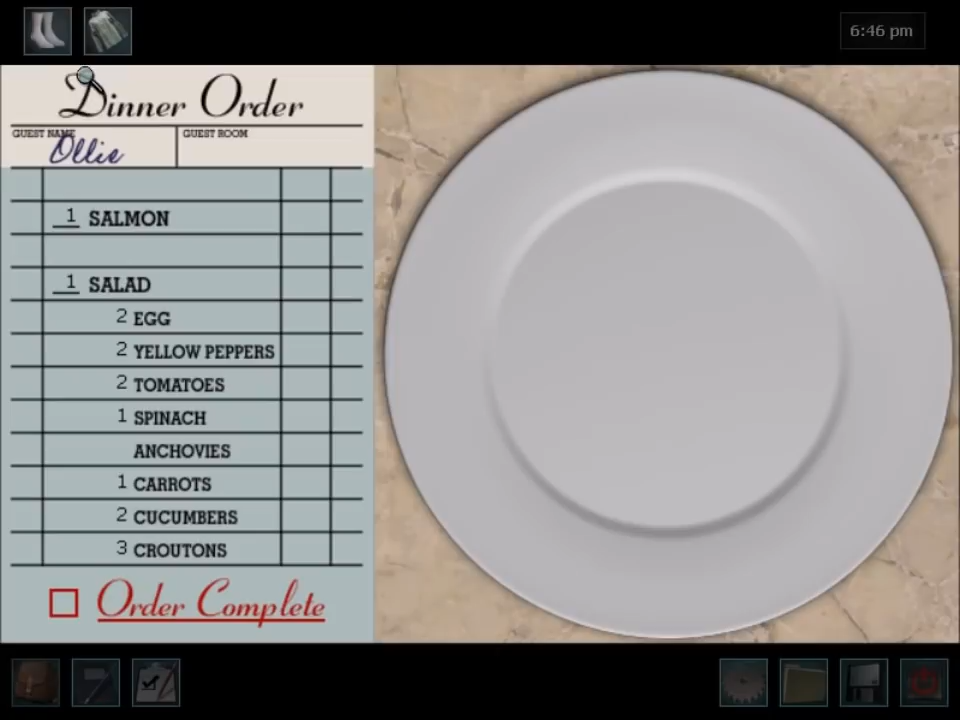 6:46 pm
Dinner Order
GUEST NAME GUEST ROOM
Ollie
1 SALMON
1 SALAD
2 EGG
2 YELLOW PEPPERS
2 TOMATOES
1 SPINACH
ANCHOVIES
1 CARROTS
2 CUCUMBERS
3 CROUTONS
Order Complete